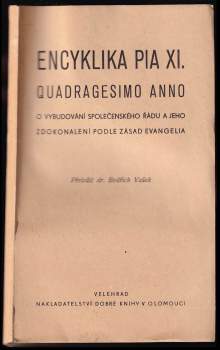 ENCYKLIKA PIA XI.
QUADRAGESIMO ANNO
O VYBUDOVÁNÍ SPOLEČENSKÉHO ŘÁDU A JEHO
ZDOKONALENÍ PODLE ZÁSAD EVANGELIA
Přeložil dr. Bedřich Vašek
VELEHRAD
NAKLADATELSTVÍ DOBRÉ KNIHY V OLOMOUCI